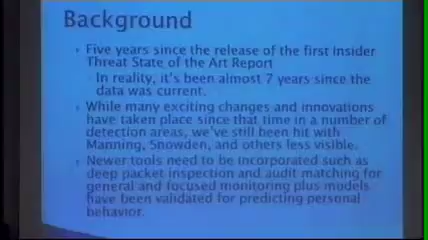 Background
Five years since the release of the first Insider
Threat State of the Art Report
In reality, it's been almost 7 years since the
data was current.
While many exciting changes and innovations
have taken place since that time in a number of
detection areas, we've still been hit with
Manning, Snowden, and others less visible.
Newer tools need to be incorporated such as
deep packet inspection and audit matching for
general and focused monitoring plus models
have been validated for predicting personal
behavior.